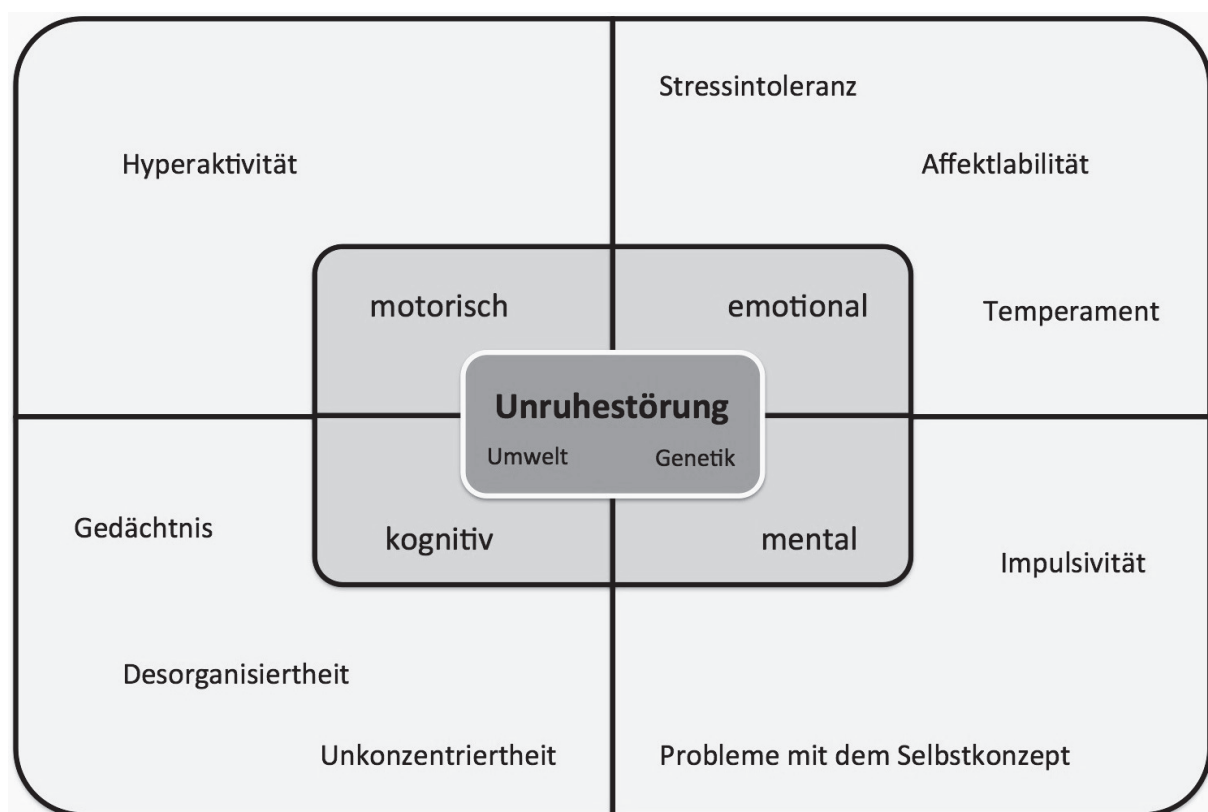 Stressintoleranz
Hyperaktivität
Affektlabilität
motorisch
emotional
Temperament
Unruhestörung
Umwelt
Genetik
Gedächtnis
kognitiv
mental
Impulsivität
Desorganisiertheit
Unkonzentriertheit
Probleme mit dem Selbstkonzept